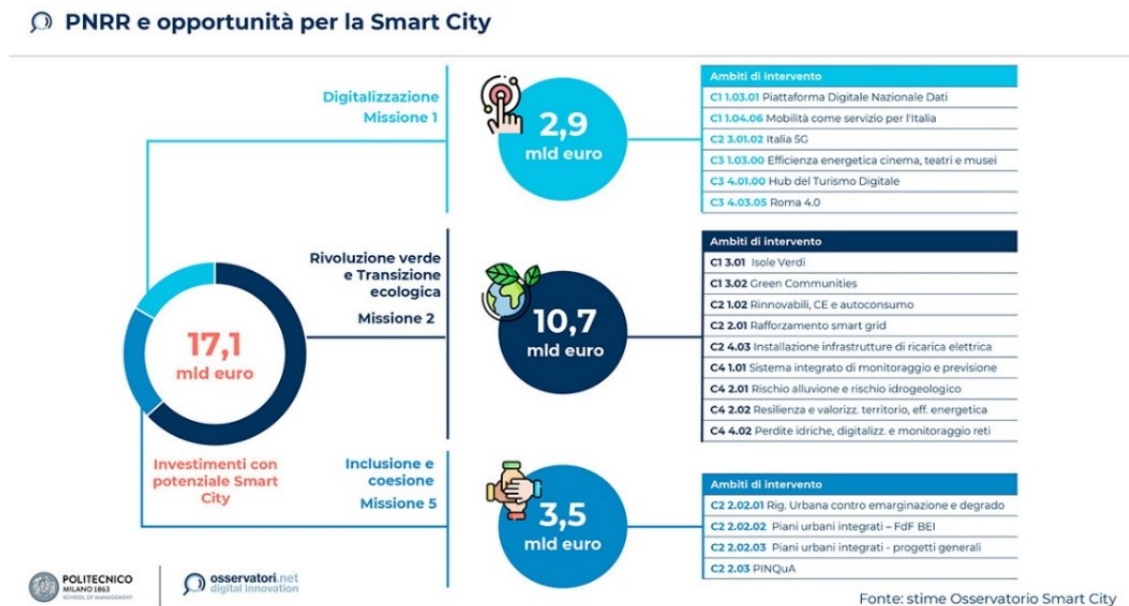 PNRR e opportunità per la Smart City
Digitalizzazione
Missione 1
2,9
mld euro
Ambiti di intervento
C1 1.03.01 Piattaforma Digitale Nazionale Dati
C1 1.04.06 Mobilità come servizio per l'Italia
C2 3.01.02 Italia 5G
C3 1.03.00 Efficienza energetica cinema, teatri e musei
C3 4.01.00 Hub del Turismo Digitale
C3 4.03.05 Roma 4.0
Rivoluzione verde
e Transizione
ecologica
Missione 2
10,7
mld euro
Ambiti di intervento
C1 3.01 Isole Verdi
C1 3.02 Green Communities
C2 1.02 Rinnovabili, CE e autoconsumo
C2 2.01 Rafforzamento smart grid
C2 4.03 Installazione infrastrutture di ricarica elettrica
C4 1.01 Sistema integrato di monitoraggio e previsione
C4 2.01 Rischio alluvione e rischio idrogeologico
C4 2.02 Resilienza e valorizz. territorio, eff. energetica
C4 4.02 Perdite idriche, digitalizz. e monitoraggio reti
17,1
mld euro
Investimenti con
potenziale Smart
City
Inclusione e
coesione
Missione 5
3,5
mld euro
Ambiti di intervento
C2 2.02.01 Rig. Urbana contro emarginazione e degrado
C2 2.02.02 Piani urbani integrati – FdF BEI
C2 2.02.03 Piani urbani integrati - progetti generali
C2 2.03 PINQuA
POLITECNICO
MILANO 1863
SCHOOL OF MANAGEMENT
osservatori.net
digital innovation
Fonte: stime Osservatorio Smart City